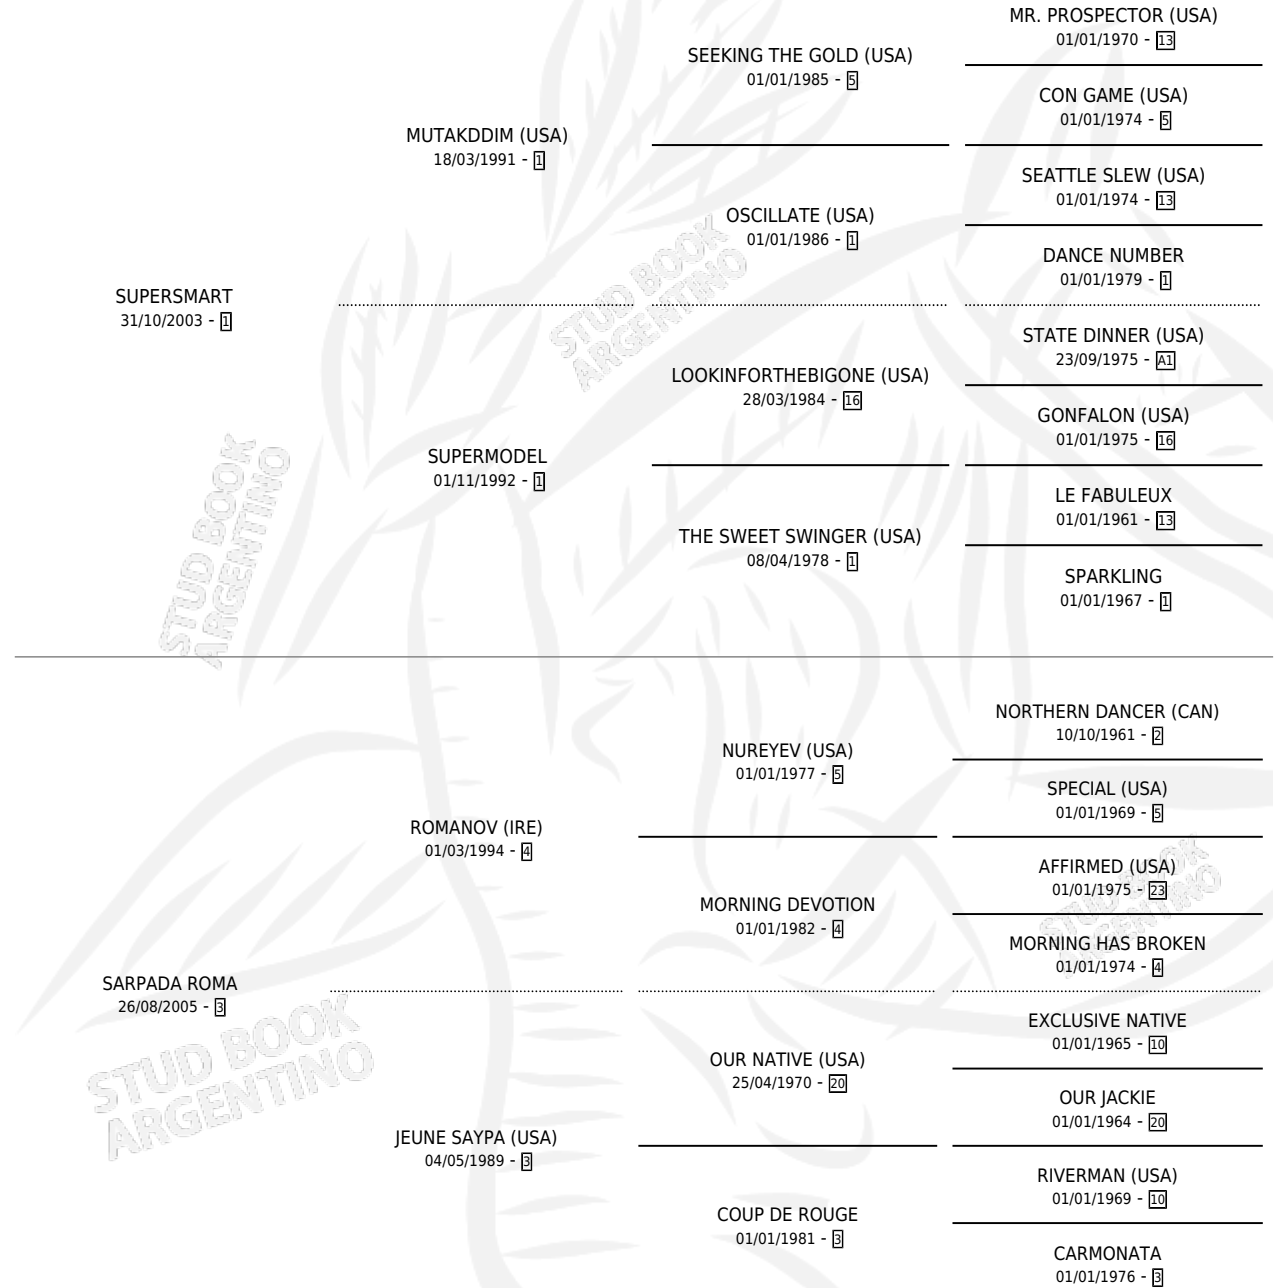 MR. PROSPECTOR (USA)
01/01/1970 - 13
SEEKING THE GOLD (USA)
01/01/1985 - 5
CON GAME (USA)
01/01/1974 - 5
MUTAKDDIM (USA)
18/03/1991 - 1
SEATTLE SLEW (USA)
01/01/1974 - 13
OSCILLATE (USA)
01/01/1986 - 1
DANCE NUMBER
01/01/1979 - 1
SUPERSMART
31/10/2003 - 1
STATE DINNER (USA)
23/09/1975 - A1
LOOKINFORTHEBIGONE (USA)
28/03/1984 - 16
GONFALON (USA)
01/01/1975 - 16
SUPERMODEL
01/11/1992 - 1
LE FABULEUX
01/01/1961 - 13
THE SWEET SWINGER (USA)
08/04/1978 - 1
SPARKLING
01/01/1967 - 1
NORTHERN DANCER (CAN)
10/10/1961 - 2
NUREYEV (USA)
01/01/1977 - 5
SPECIAL (USA)
01/01/1969 - 5
ROMANOV (IRE)
01/03/1994 - 4
AFFIRMED (USA)
01/01/1975 - 23
MORNING DEVOTION
01/01/1982 - 4
MORNING HAS BROKEN
01/01/1974 - 4
SARPADA ROMA
26/08/2005 - 3
EXCLUSIVE NATIVE
01/01/1965 - 10
OUR NATIVE (USA)
25/04/1970 - 20
OUR JACKIE
01/01/1964 - 20
JEUNE SAYPA (USA)
04/05/1989 - 3
RIVERMAN (USA)
01/01/1969 - 10
COUP DE ROUGE
01/01/1981 - 3
CARMONATA
01/01/1976 - 3
STUD BOOK
ARGENTINO
STUD BOOK
ARGENTINO
STUD BOOK
ARGENTINO
STUD BOOK
ARGENTINO